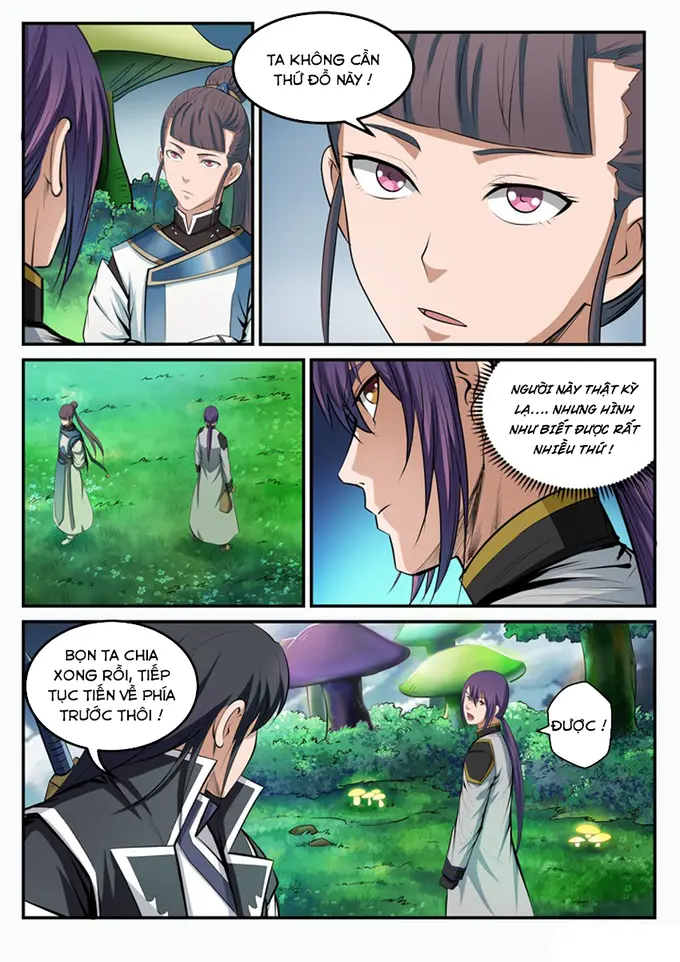 TA KHÔNG CẦN
THỨ ĐỒ NÀY !
NGƯỜI NÀY THẬT KỲ
LẠ.... NHƯNG HÌNH
NHƯ BIẾT ĐƯỢC RẤT
NHIỀU THỨ !
BỌN TA CHIA
XONG RỒI, TIẾP
TỤC TIẾN VỀ PHÍA
TRƯỚC THÔI !
ĐƯỢC !